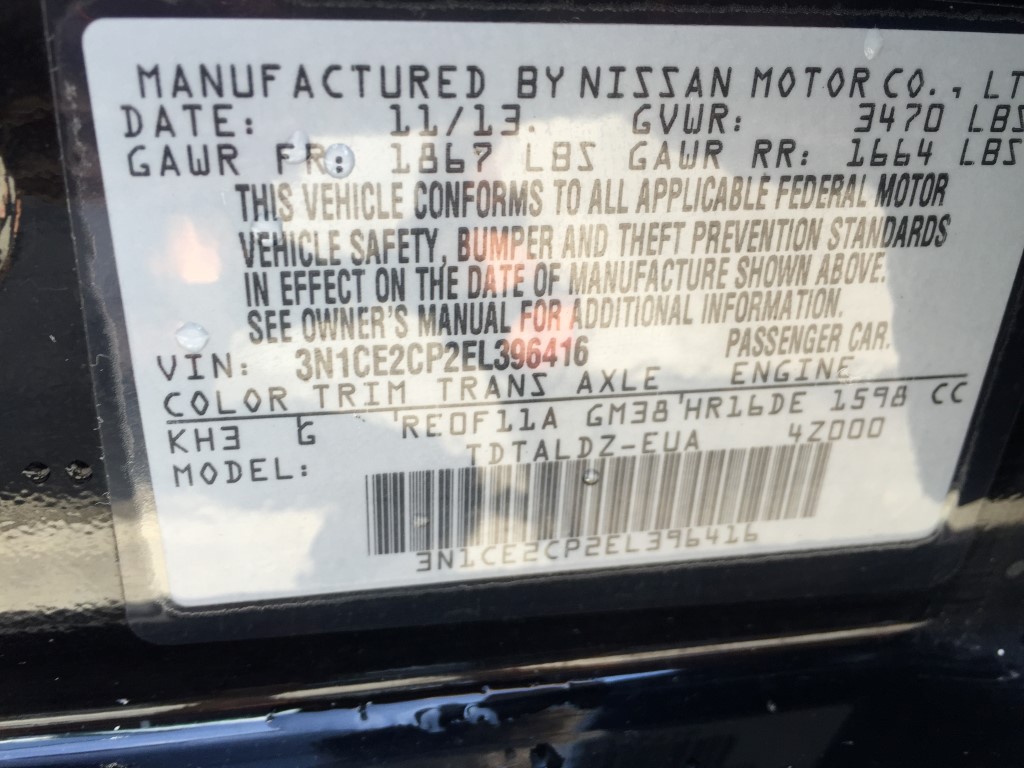 MANUFACTURED BY NISSAN MOTOR CO., LT
DATE: 11/13. GVWR: 3470 LBS
GAWR FR: 1867 LBS GAWR RR: 1664 LBS
THIS VEHICLE CONFORMS TO ALL APPLICABLE FEDERAL MOTOR
VEHICLE SAFETY, BUMPER AND THEFT PREVENTION STANDARDS
IN EFFECT ON THE DATE OF MANUFACTURE SHOWN ABOVE.
SEE OWNER'S MANUAL FOR ADDITIONAL INFORMATION.
VIN: 3N1CE2CP2EL396416 PASSENGER CAR.
COLOR TRIM TRANS AXLE ENGINE
KH3 G RE0F11A GM38 HR16DE 1598 CC
MODEL: TDTALDZ-EUA 4Z000
3N1CE2CP2EL396416